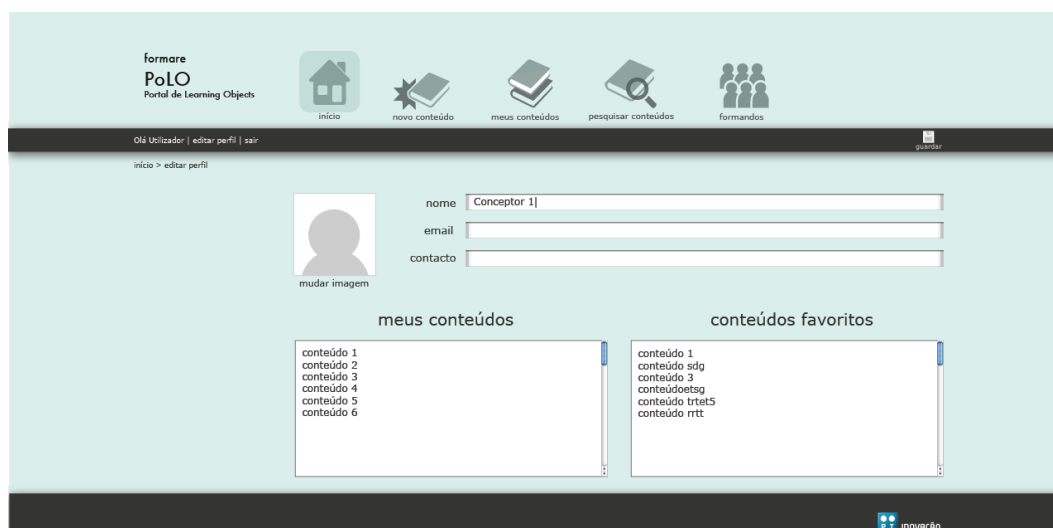 formare
PoLO
Portal de Learning Objects
início
novo conteúdo
meus conteúdos
pesquisar conteúdos
formandos
Olá Utilizador | editar perfil | sair
guardar
início > editar perfil
nome
Conceptor 1
email
contacto
mudar imagem
meus conteúdos
conteúdo 1
conteúdo 2
conteúdo 3
conteúdo 4
conteúdo 5
conteúdo 6
conteúdos favoritos
conteúdo 1
conteúdo sdg
conteúdo 3
conteúdoetsg
conteúdo trtet5
conteúdo rrtt
PT inovação